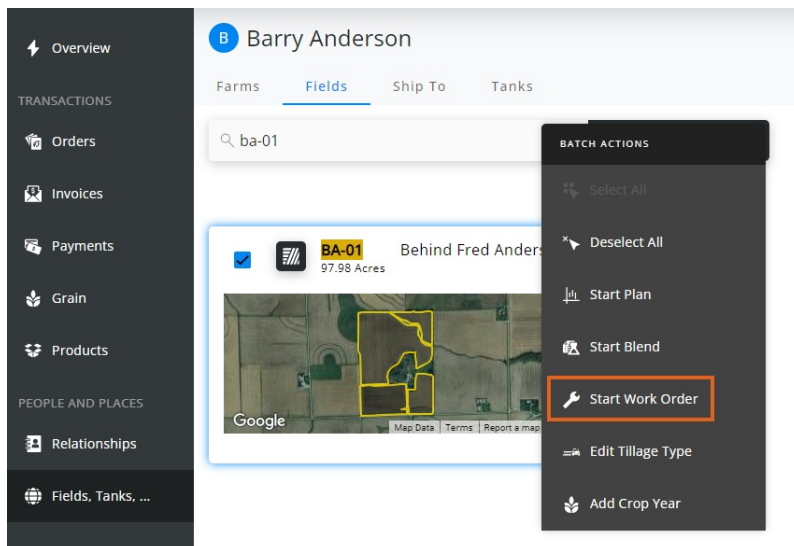 B Barry Anderson
Overview
Farms Fields Ship To Tanks
TRANSACTIONS
ba-01
Orders
Invoices
Payments
Grain
Products
PEOPLE AND PLACES
Relationships
Fields, Tanks, ...
BA-01 Behind Fred Anders
97.98 Acres
Google
Map Data Terms Report a map
BATCH ACTIONS
Select All
Deselect All
Start Plan
Start Blend
Start Work Order
Edit Tillage Type
Add Crop Year